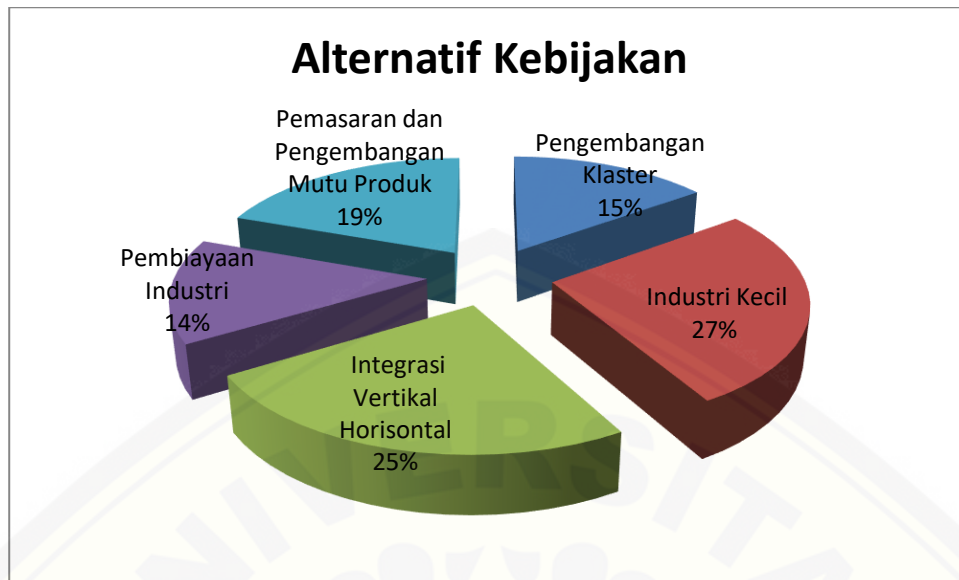 Alternatif Kebijakan
Pengembangan
Klaster
15%
Industri Kecil
27%
Integrasi
Vertikal
Horisontal
25%
Pembiayaan
Industri
14%
Pemasaran dan
Pengembangan
Mutu Produk
19%